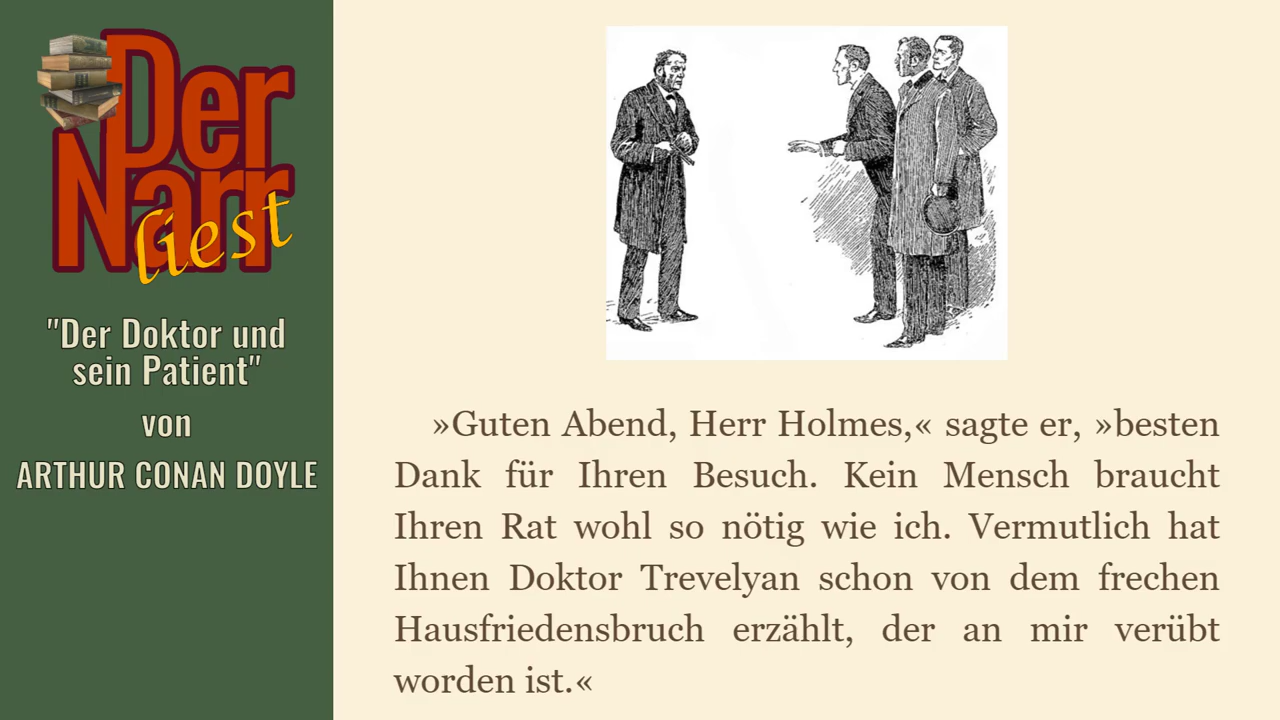 Der
Narr
liest
"Der Doktor und
sein Patient"
von
ARTHUR CONAN DOYLE
»Guten Abend, Herr Holmes,« sagte er, »besten
Dank für Ihren Besuch. Kein Mensch braucht
Ihren Rat wohl so nötig wie ich. Vermutlich hat
Ihnen Doktor Trevelyan schon von dem frechen
Hausfriedensbruch erzählt, der an mir verübt
worden ist.«